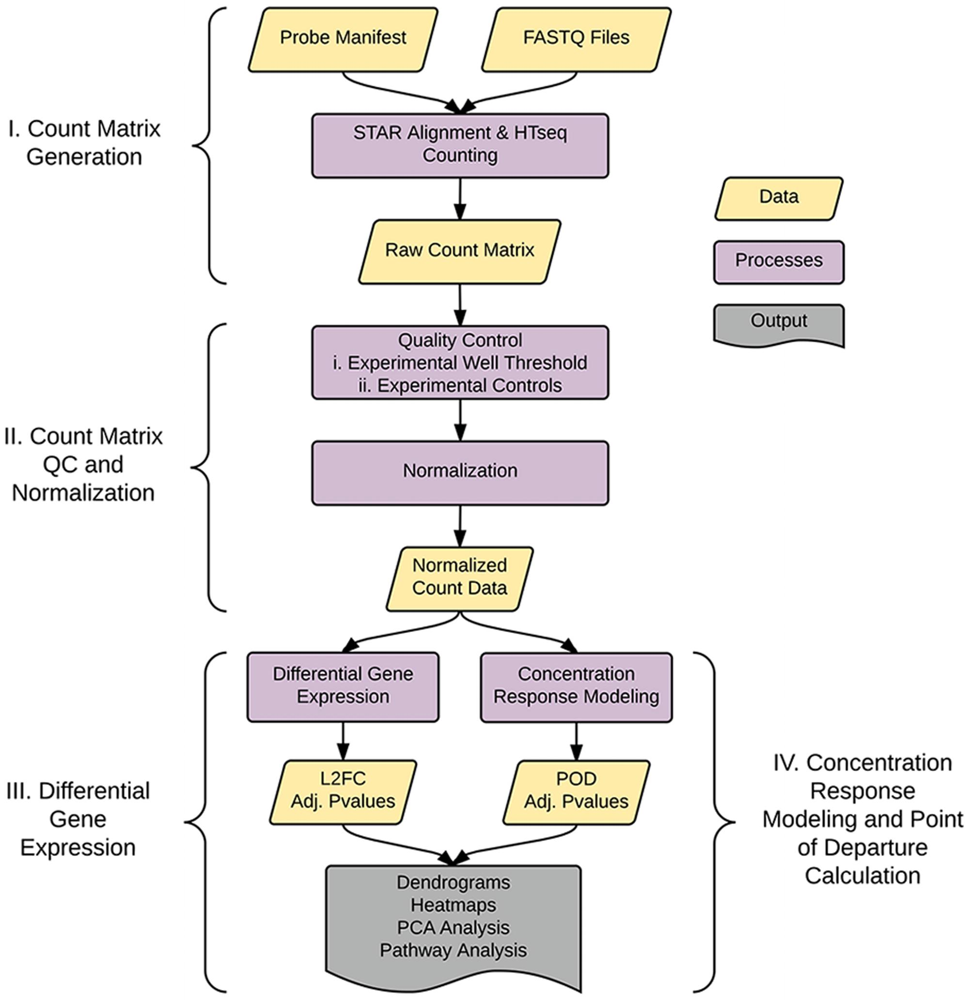 Probe Manifest
FASTQ Files
I. Count Matrix
Generation
STAR Alignment & HTseq
Counting
Raw Count Matrix
Data
Processes
Output
II. Count Matrix
QC and
Normalization
Quality Control
i. Experimental Well Threshold
ii. Experimental Controls
Normalization
Normalized
Count Data
III. Differential
Gene
Expression
Differential Gene
Expression
Concentration
Response Modeling
L2FC
Adj. Pvalues
POD
Adj. Pvalues
IV. Concentration
Response
Modeling and Point
of Departure
Calculation
Dendrograms
Heatmaps
PCA Analysis
Pathway Analysis